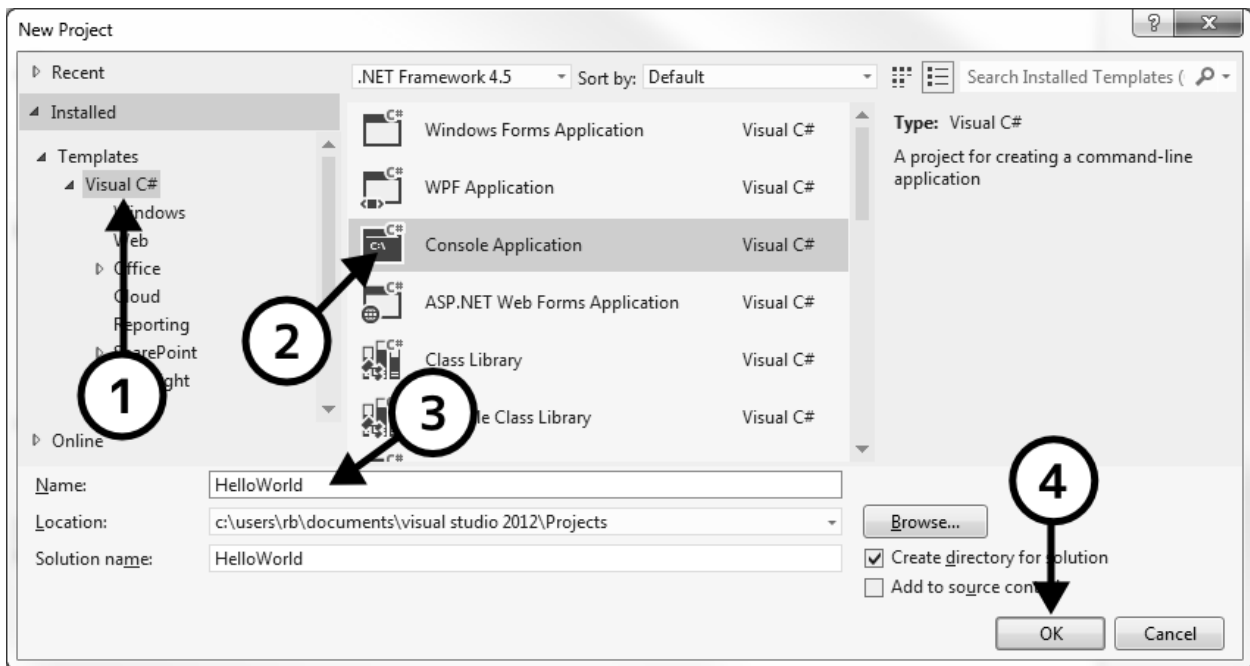 New Project
Recent
.NET Framework 4.5 Sort by: Default
Search Installed Templates (
Installed
Templates
Visual C#
Windows
Web
Office
Cloud
Reporting
Online
C# Windows Forms Application Visual C#
C# WPF Application Visual C#
C# C:\ Console Application Visual C#
C# ASP.NET Web Forms Application Visual C#
C# Class Library Visual C#
Class Library Visual C#
C#
Type: Visual C#
A project for creating a command-line
application
1
2
3
4
Name: HelloWorld
Location: c:\users\rb\documents\visual studio 2012\Projects
Browse...
Solution name: HelloWorld
Create directory for solution
Add to source
OK Cancel